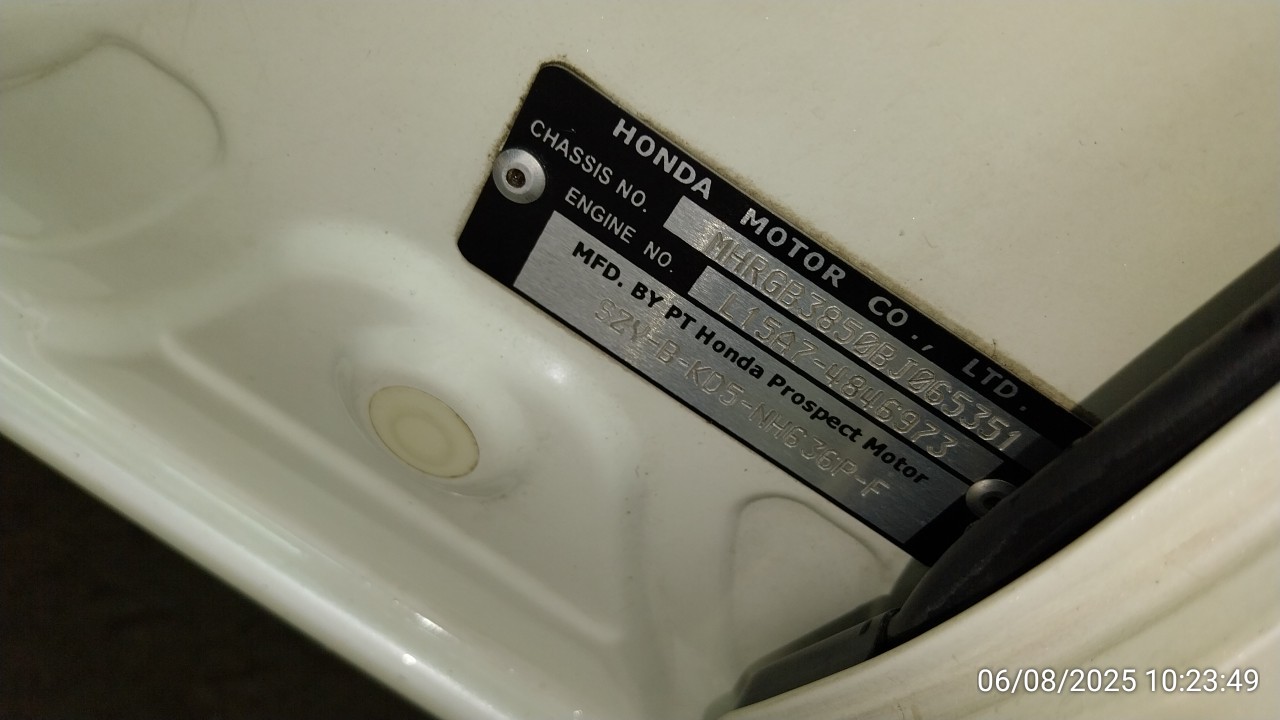 HONDA MOTOR CO., LTD.
CHASSIS NO. MHRGB3850BJ065351
ENGINE NO. L15A7-4846973
MFD. BY PT Honda Prospect Motor
SZY-B-KD5-NH636P-F
06/08/2025 10:23:49